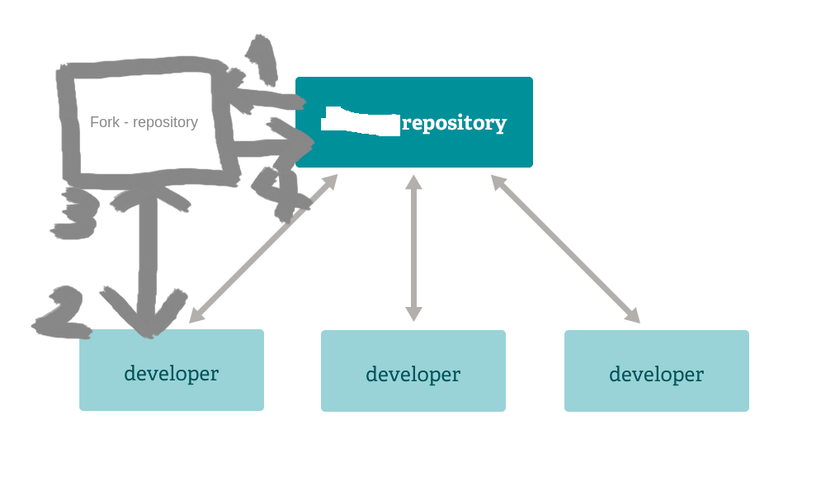 1
Fork - repository
repository
4
3
2
developer
developer
developer